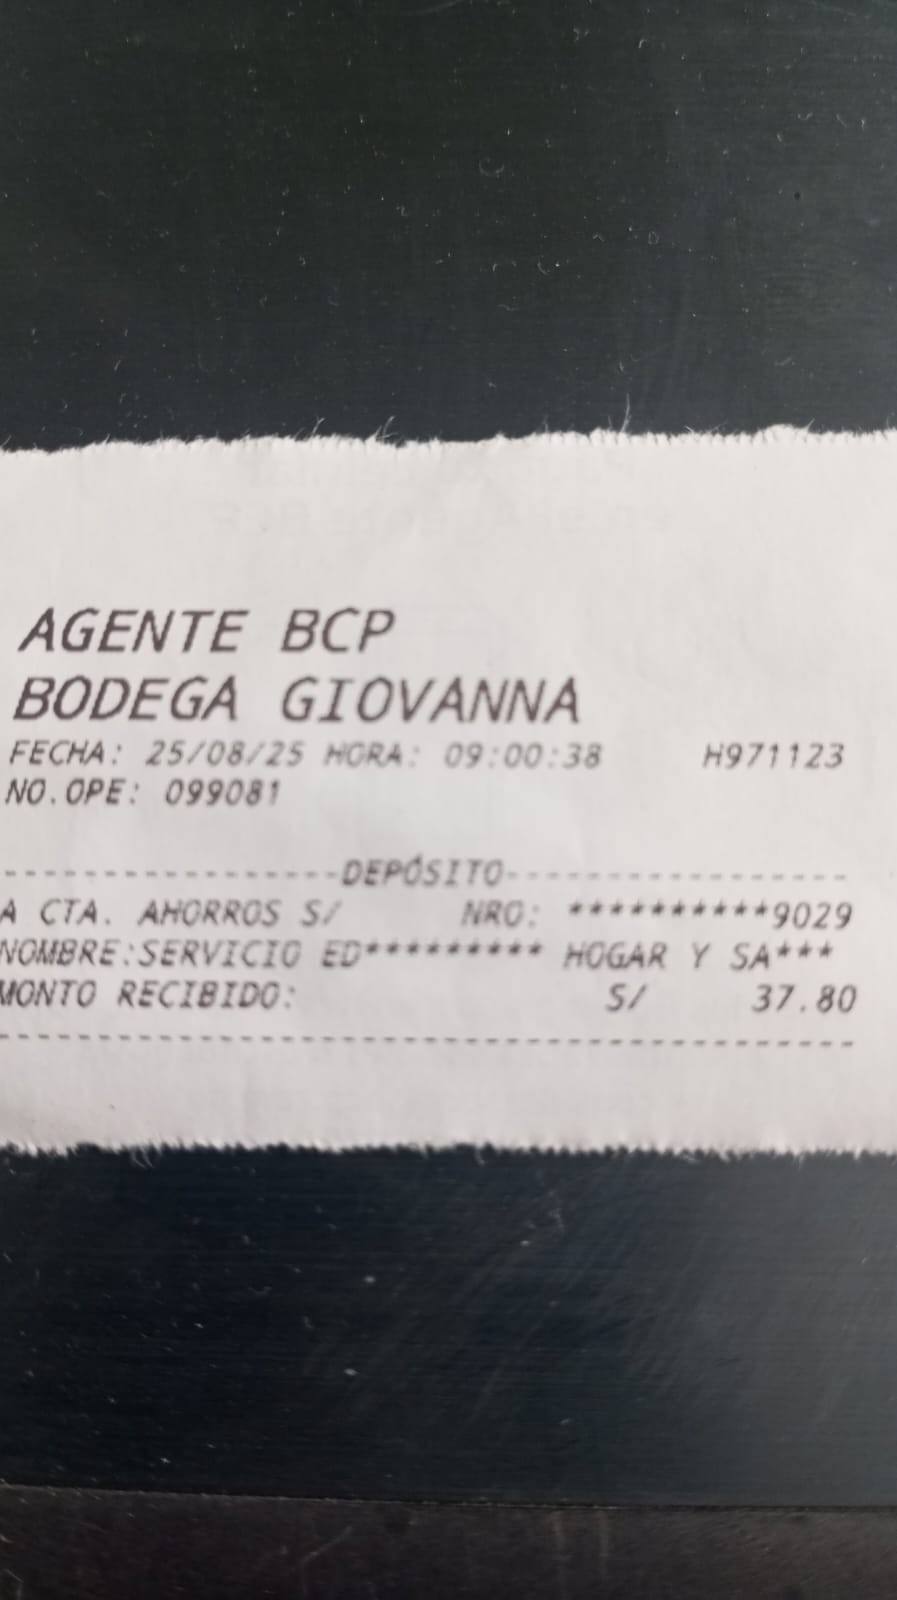 AGENTE BCP
BODEGA GIOVANNA
FECHA: 25/08/25 HORA: 09:00:38 H971123
NO.OPE: 099081
-----------------DEPÓSITO-----------------
A CTA. AHORROS S/ NRO: **********9029
NOMBRE:SERVICIO ED********* HOGAR Y SA***
MONTO RECIBIDO: S/ 37.80